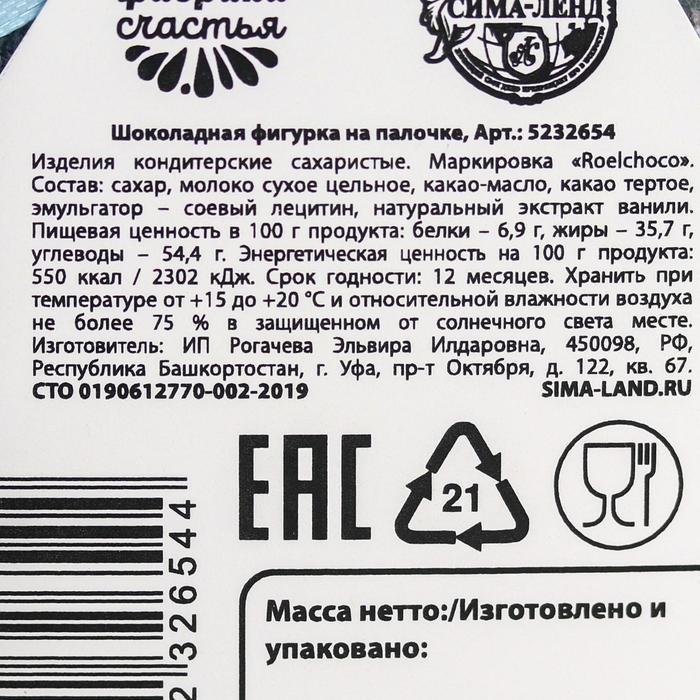 счастья
СИМА-ЛЕНД
Шоколадная фигурка на палочке, Арт.: 5232654
Изделия кондитерские сахаристые. Маркировка «Roelchoco».
Состав: сахар, молоко сухое цельное, какао-масло, какао тертое,
эмульгатор – соевый лецитин, натуральный экстракт ванили.
Пищевая ценность в 100 г продукта: белки – 6,9 г, жиры – 35,7 г,
углеводы – 54,4 г. Энергетическая ценность на 100 г продукта:
550 ккал / 2302 кДж. Срок годности: 12 месяцев. Хранить при
температуре от +15 до +20 °C и относительной влажности воздуха
не более 75 % в защищенном от солнечного света месте.
Изготовитель: ИП Рогачева Эльвира Илдаровна, 450098, РФ,
Республика Башкортостан, г. Уфа, пр-т Октября, д. 122, кв. 67.
СТО 0190612770-002-2019 SIMA-LAND.RU
EAC
21
2326544
Масса нетто:/Изготовлено и
упаковано: